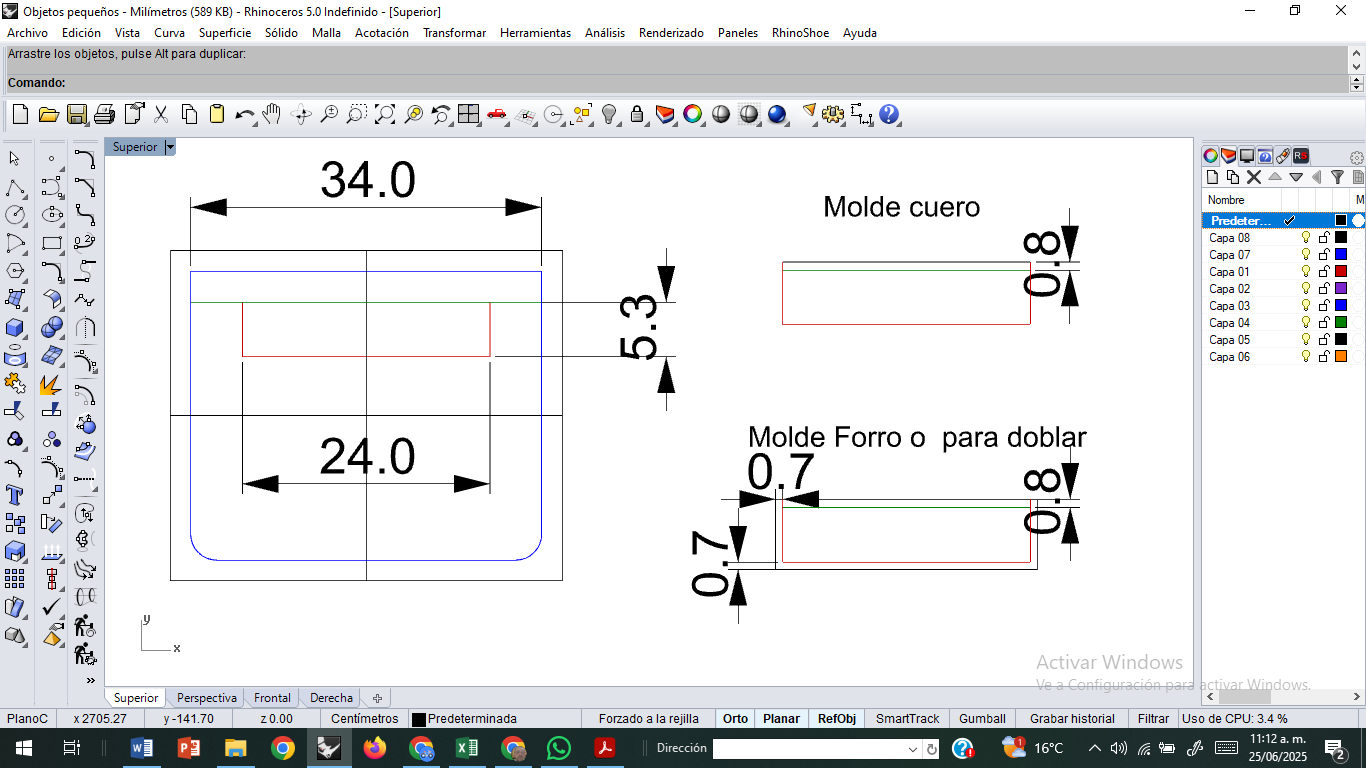 Objetos pequeños - Milímetros (589 KB) - Rhinoceros 5.0 Indefinido - [Superior]
Archivo Edición Vista Curva Superficie Sólido Malla Acotación Transformar Herramientas Análisis Renderizado Paneles RhinoShoe Ayuda
Arrastre los objetos, pulse Alt para duplicar:
Comando:
Superior
34.0
5.3
24.0
Molde cuero
0.8
Molde Forro o para doblar
0.7
0.8
0.7
y
x
Nombre M
Predeter...
Capa 08
Capa 07
Capa 01
Capa 02
Capa 03
Capa 04
Capa 05
Capa 06
Activar Windows
Ve a Configuración para activar Windows.
Superior Perspectiva Frontal Derecha
PlanoC x 2705.27 y -141.70 z 0.00 Centímetros Predeterminada Forzado a la rejilla Orto Planar RefObj SmartTrack Gumball Grabar historial Filtrar Uso de CPU: 3.4 %
Dirección 1 16°C 11:12 a. m.
25/06/2025 2